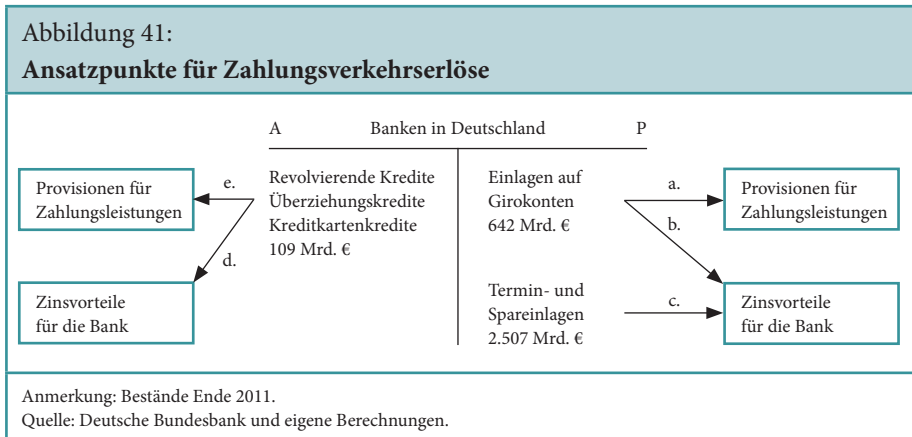 Abbildung 41:
Ansatzpunkte für Zahlungsverkehrserlöse
A Banken in Deutschland P
Provisionen für
Zahlungsleistungen
e.
Revolvierende Kredite
Überziehungskredite
Kreditkartenkredite
109 Mrd. €
d.
Zinsvorteile
für die Bank
Einlagen auf
Girokonten
642 Mrd. €
a.
b.
Provisionen für
Zahlungsleistungen
Termin- und
Spareinlagen
2.507 Mrd. €
c.
Zinsvorteile
für die Bank
Anmerkung: Bestände Ende 2011.
Quelle: Deutsche Bundesbank und eigene Berechnungen.